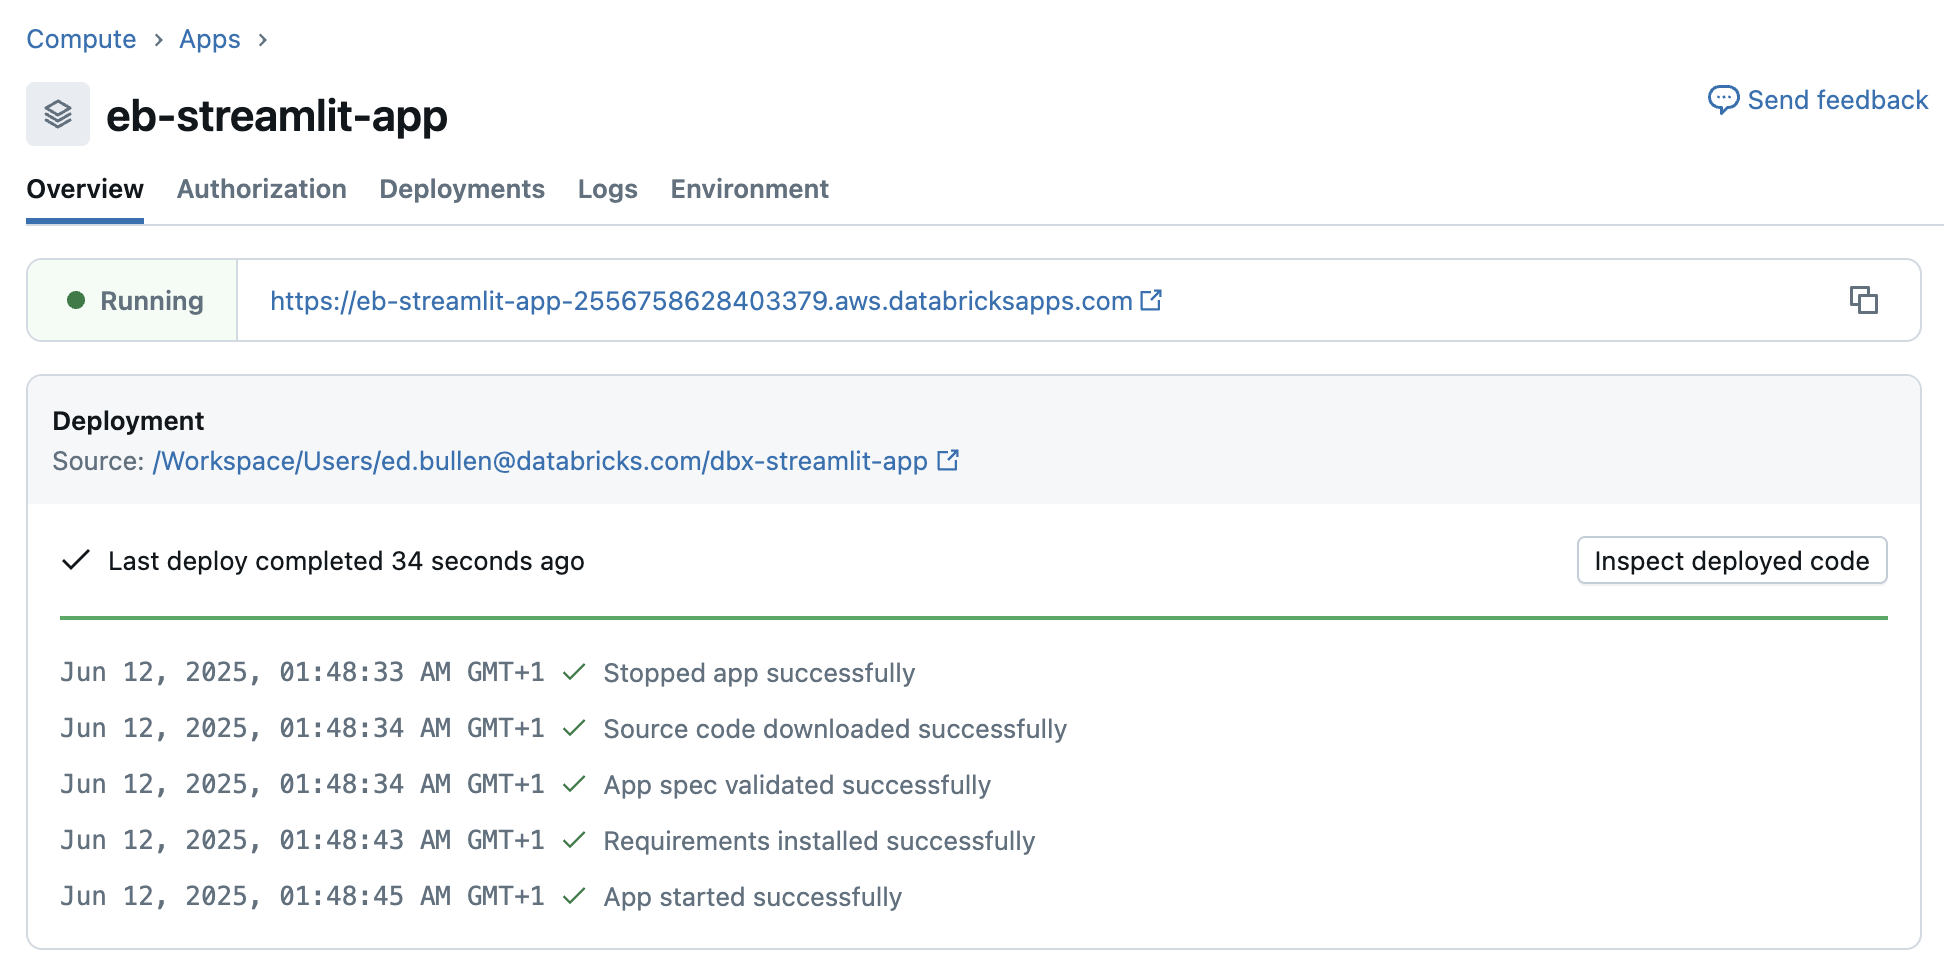 Compute > Apps >
eb-streamlit-app
Send feedback
Overview Authorization Deployments Logs Environment
Running https://eb-streamlit-app-2556758628403379.aws.databricksapps.com
Deployment
Source: /Workspace/Users/ed.bullen@databricks.com/dbx-streamlit-app
Last deploy completed 34 seconds ago Inspect deployed code
Jun 12, 2025, 01:48:33 AM GMT+1 ✓ Stopped app successfully
Jun 12, 2025, 01:48:34 AM GMT+1 ✓ Source code downloaded successfully
Jun 12, 2025, 01:48:34 AM GMT+1 ✓ App spec validated successfully
Jun 12, 2025, 01:48:43 AM GMT+1 ✓ Requirements installed successfully
Jun 12, 2025, 01:48:45 AM GMT+1 ✓ App started successfully